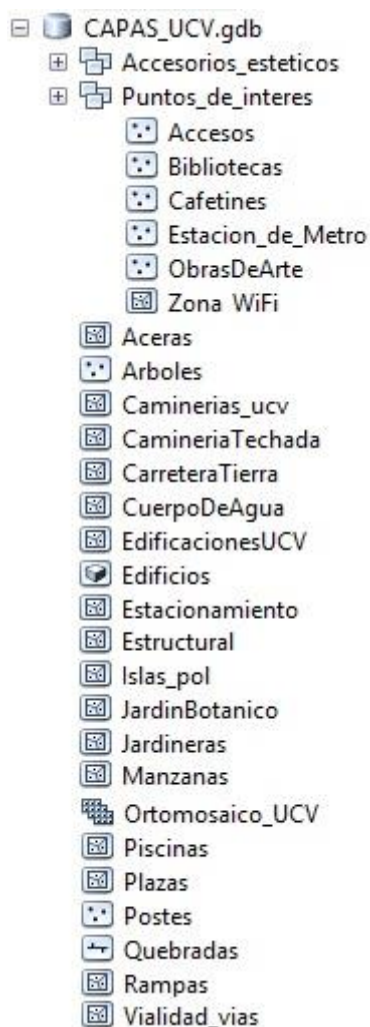 CAPAS_UCV.gdb
Accesorios_esteticos
Puntos_de_interes
Accesos
Bibliotecas
Cafetines
Estacion_de_Metro
ObrasDeArte
Zona WiFi
Aceras
Arboles
Caminerias_ucv
CamineriaTechada
CarreteraTierra
CuerpoDeAgua
EdificacionesUCV
Edificios
Estacionamiento
Estructural
Islas_pol
JardinBotanico
Jardineras
Manzanas
Ortomosaico_UCV
Piscinas
Plazas
Postes
Quebradas
Rampas
Vialidad_vias